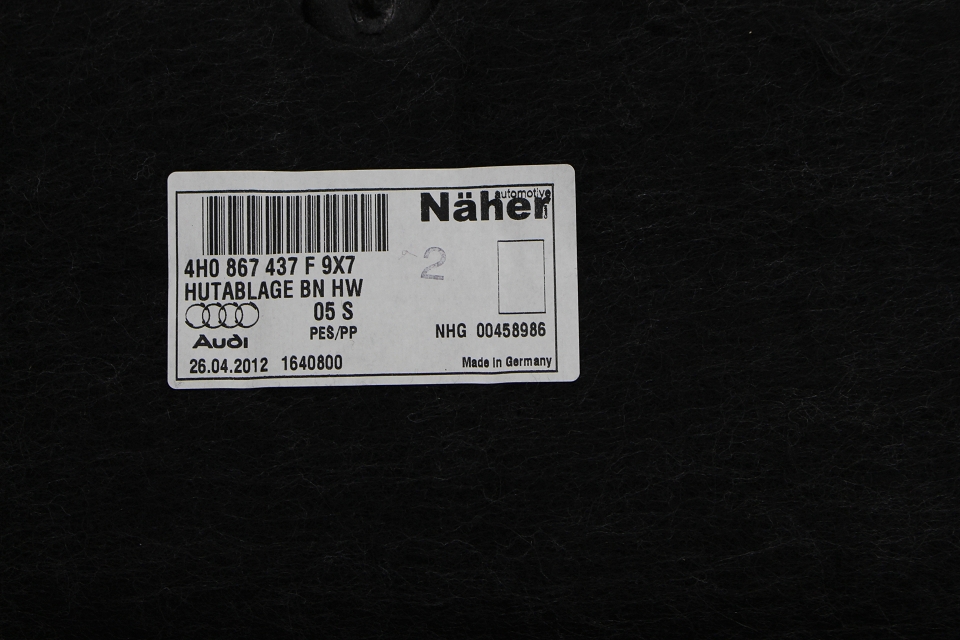 automotive
Näher
4H0 867 437 F 9X7
2
HUTABLAGE BN HW
05 S
PES/PP
NHG 00458986
Audi
26.04.2012 1640800
Made in Germany